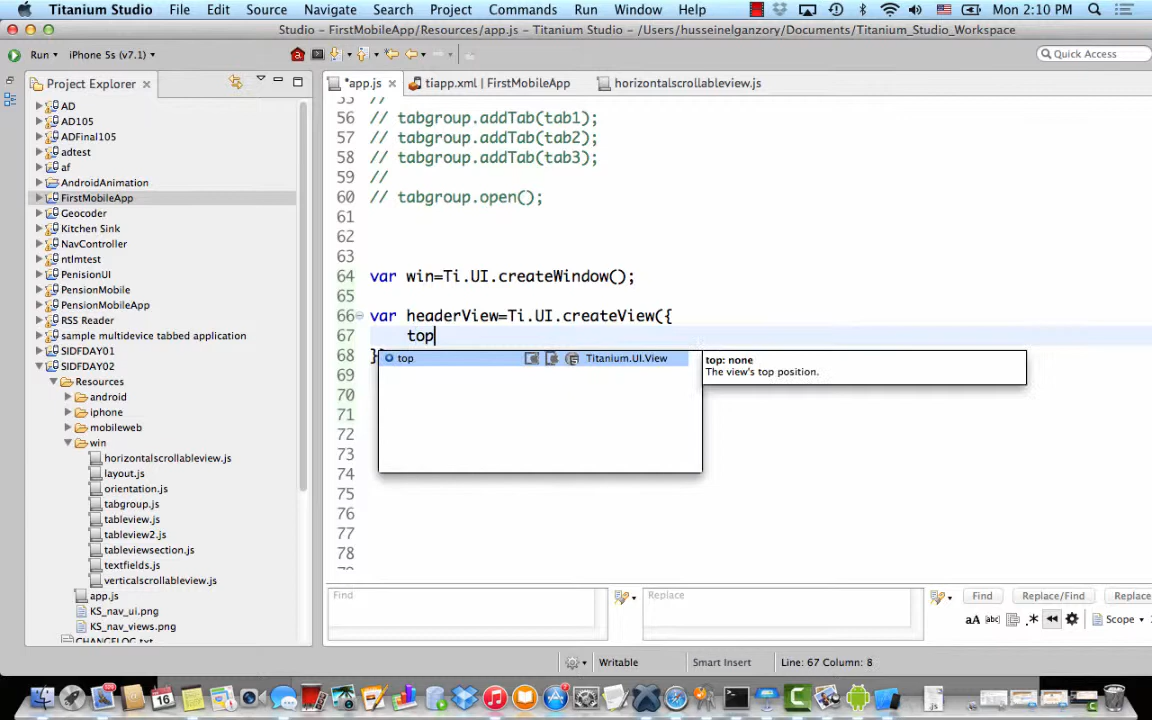 Titanium Studio File Edit Source Navigate Search Project Commands Run Window Help Mon 2:10 PM
Studio - FirstMobileApp/Resources/app.js - Titanium Studio - /Users/husseinelganzory/Documents/Titanium_Studio_Workspace
Run iPhone 5s (v7.1) Quick Access
Project Explorer *app.js tiapp.xml | FirstMobileApp horizontalscrollableview.js
AD
AD105
ADFinal105
adtest
af
AndroidAnimation
FirstMobileApp
Geocoder
Kitchen Sink
NavController
ntlmtest
PenisionUI
PensionMobile
PensionMobileApp
RSS Reader
sample multidevice tabbed application
SIDFDAY01
SIDFDAY02
Resources
android
iphone
mobileweb
win
horizontalscrollableview.js
layout.js
orientation.js
tabgroup.js
tableview.js
tableview2.js
tableviewsection.js
textfields.js
verticalscrollableview.js
app.js
KS_nav_ui.png
KS_nav_views.png
CHANGELOG.txt
55 //
56 // tabgroup.addTab(tab1);
57 // tabgroup.addTab(tab2);
58 // tabgroup.addTab(tab3);
59 //
60 // tabgroup.open();
61
62
63
64 var win=Ti.UI.createWindow();
65
66 var headerView=Ti.UI.createView({
67 top
68 }
69
70
71
72
73
74
75
76
77
78
top Titanium.UI.View
top: none
The view's top position.
Find Replace Find Replace/Find Replace
aA abc .* Scope
Writable Smart Insert Line: 67 Column: 8